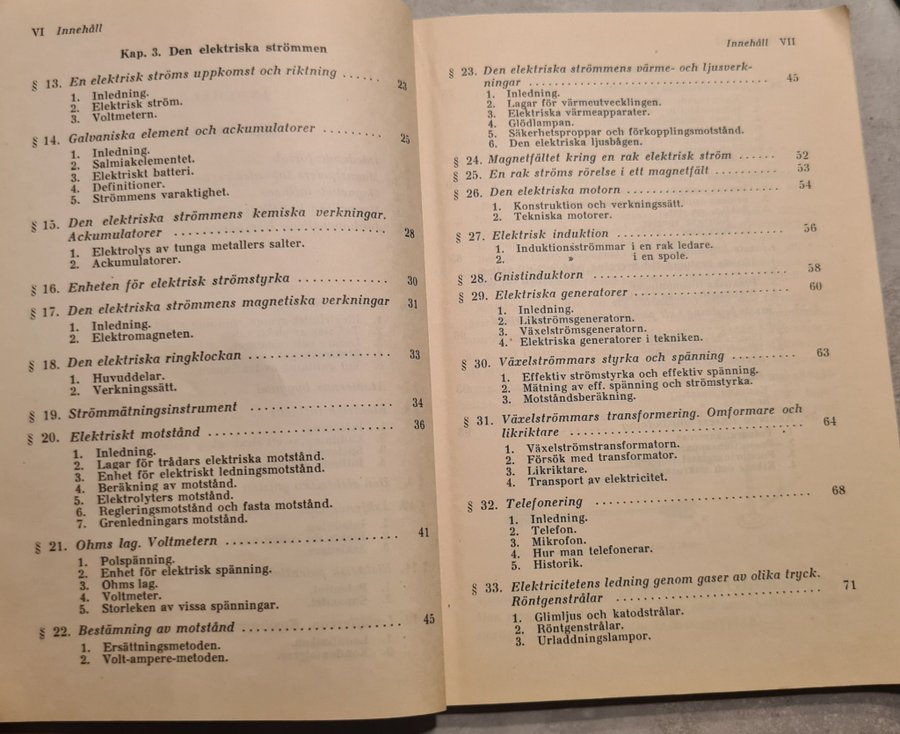 VI Innehåll
Kap. 3. Den elektriska strömmen
§ 13. En elektrisk ströms uppkomst och riktning ...... 23
1. Inledning.
2. Elektrisk ström.
3. Voltmetern.
§ 14. Galvaniska element och ackumulatorer ......... 25
1. Inledning.
2. Salmiakelementet.
3. Elektriskt batteri.
4. Definitioner.
5. Strömmens varaktighet.
§ 15. Den elektriska strömmens kemiska verkningar.
Ackumulatorer .............................. 28
1. Elektrolys av tunga metallers salter.
2. Ackumulatorer.
§ 16. Enheten för elektrisk strömstyrka ............. 30
§ 17. Den elektriska strömmens magnetiska verkningar 31
1. Inledning.
2. Elektromagneten.
§ 18. Den elektriska ringklockan .................... 33
1. Huvuddelar.
2. Verkningssätt.
§ 19. Strömmätningsinstrument .................... 34
§ 20. Elektriskt motstånd .......................... 36
1. Inledning.
2. Lagar för trådars elektriska motstånd.
3. Enhet för elektriskt ledningsmotstånd.
4. Beräkning av motstånd.
5. Elektrolyters motstånd.
6. Regleringsmotstånd och fasta motstånd.
7. Grenledningars motstånd.
§ 21. Ohms lag. Voltmetern ........................ 41
1. Polspänning.
2. Enhet för elektrisk spänning.
3. Ohms lag.
4. Voltmeter.
5. Storleken av vissa spänningar.
§ 22. Bestämning av motstånd ...................... 45
1. Ersättningsmetoden.
2. Volt-ampere-metoden.
Innehåll VII
§ 23. Den elektriska strömmens värme- och ljusverk-
ningar .................................... 45
1. Inledning.
2. Lagar för värmeutvecklingen.
3. Elektriska värmeapparater.
4. Glödlampan.
5. Säkerhetsproppar och förkopplingsmotstånd.
6. Den elektriska ljusbågen.
§ 24. Magnetfältet kring en rak elektrisk ström ...... 52
§ 25. En rak ströms rörelse i ett magnetfält .......... 53
§ 26. Den elektriska motorn ........................ 54
1. Konstruktion och verkningssätt.
2. Tekniska motorer.
§ 27. Elektrisk induktion .......................... 56
1. Induktionsströmmar i en rak ledare.
2. » i en spole.
§ 28. Gnistinduktorn .............................. 58
§ 29. Elektriska generatorer ........................ 60
1. Inledning.
2. Likströmsgeneratorn.
3. Växelströmsgeneratorn.
4. Elektriska generatorer i tekniken.
§ 30. Växelströmmars styrka och spänning .......... 63
1. Effektiv strömstyrka och effektiv spänning.
2. Mätning av eff. spänning och strömstyrka.
3. Motståndsberäkning.
§ 31. Växelströmmars transformering. Omformare och
likriktare .................................. 64
1. Växelströmstransformatorn.
2. Försök med transformator.
3. Likriktare.
4. Transport av elektricitet.
§ 32. Telefonering ................................ 68
1. Inledning.
2. Telefon.
3. Mikrofon.
4. Hur man telefonerar.
5. Historik.
§ 33. Elektricitetens ledning genom gaser av olika tryck.
Röntgenstrålar .............................. 71
1. Glimljus och katodstrålar.
2. Röntgenstrålar.
3. Urladdningslampor.